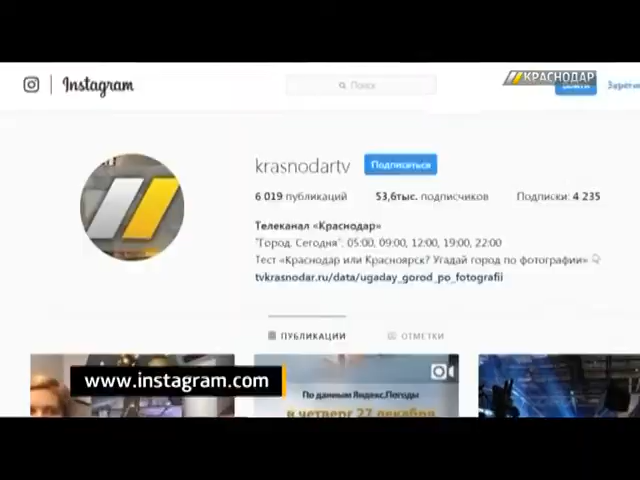 Instagram
Поиск
КРАСНОДАР
krasnodartv
Подписаться
6 019 публикаций 53,6тыс. подписчиков Подписки: 4 235
Телеканал «Краснодар»
"Город. Сегодня". 05:00, 09:00, 12:00, 19:00, 22:00
Тест «Краснодар или Красноярск? Угадай город по фотографии»
tvkrasnodar.ru/data/ugaday_gorod_po_fotografii
ПУБЛИКАЦИИ ОТМЕТКИ
www.instagram.com
По данным Яндекс.Погоды
в четверг 27 декабря